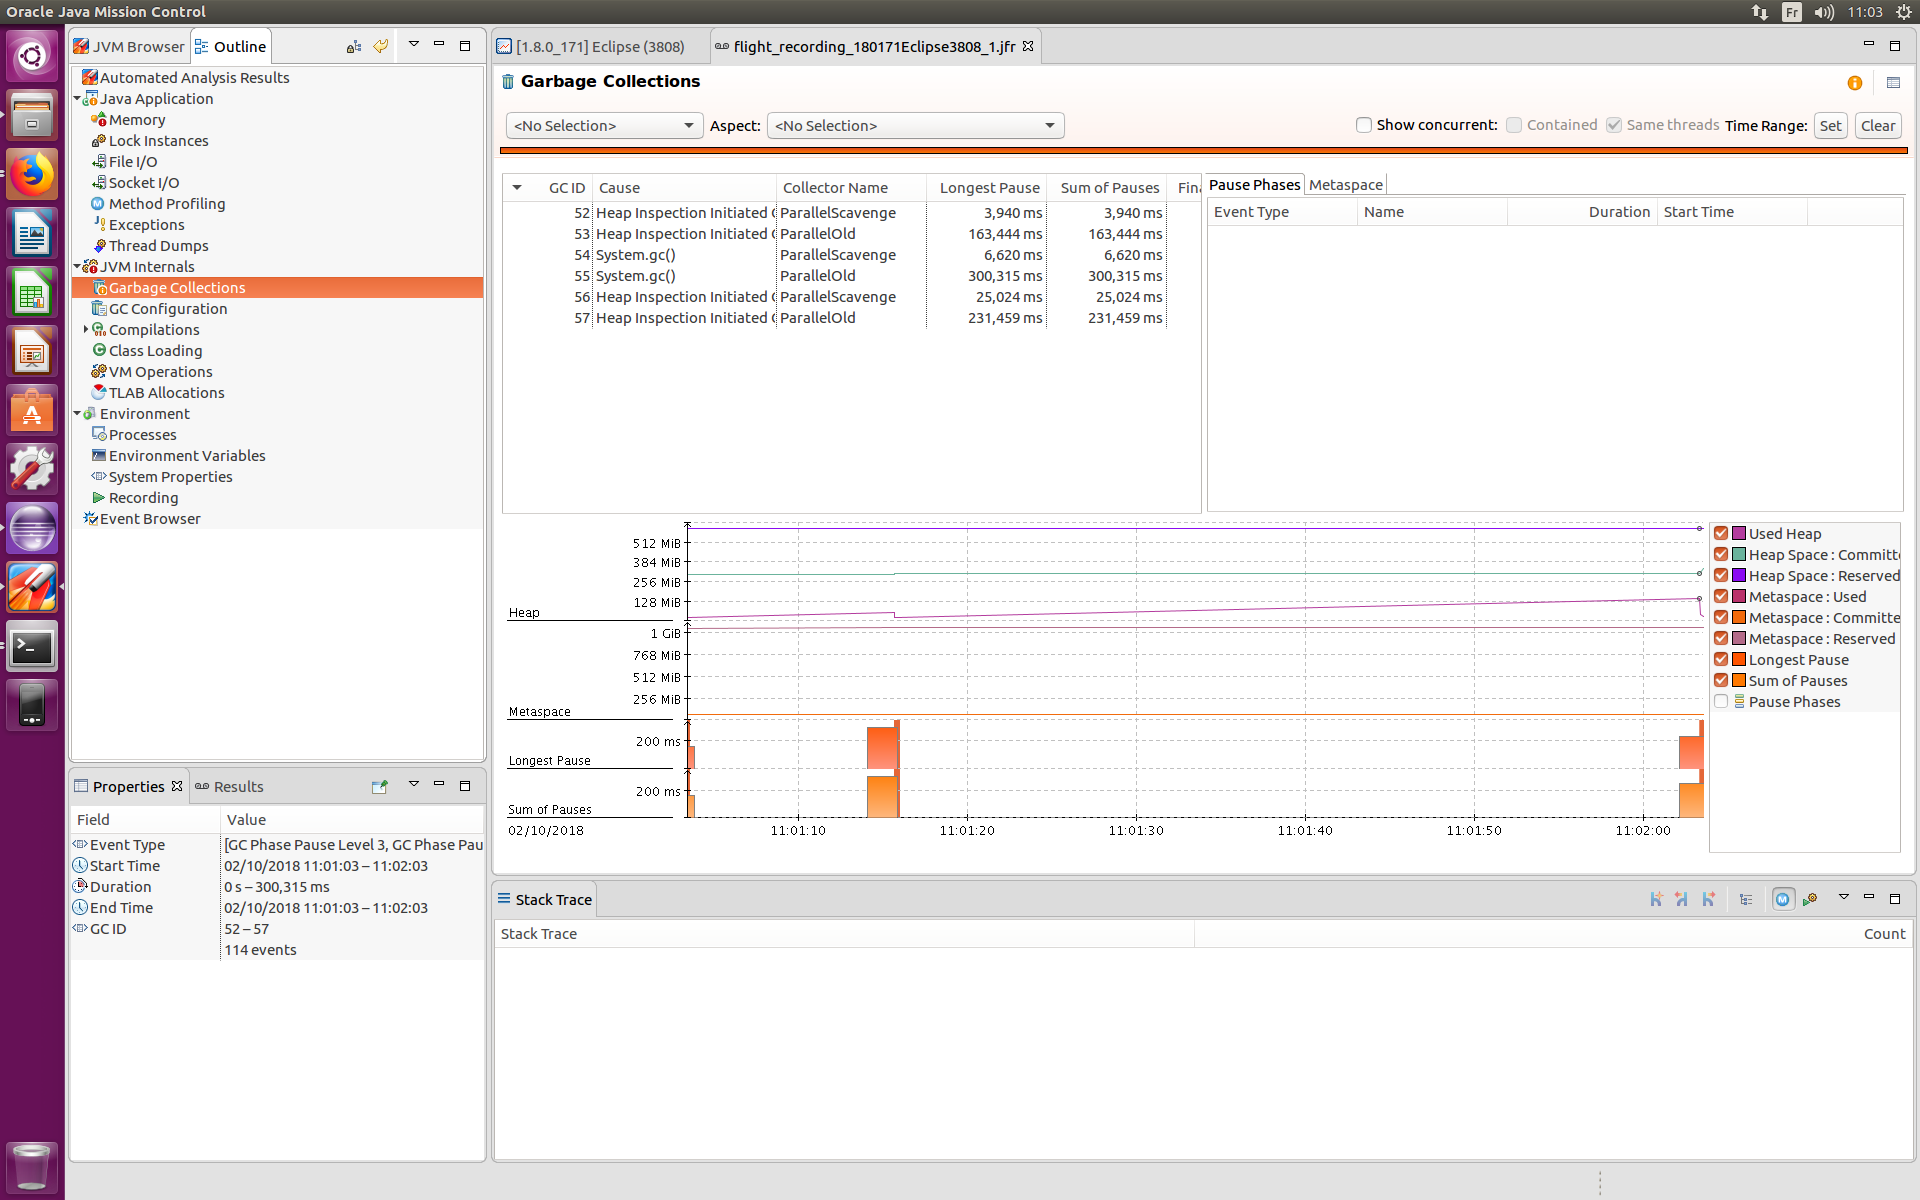 Oracle Java Mission Control
Fr
11:03
JVM Browser
Outline
Automated Analysis Results
Java Application
Memory
Lock Instances
File I/O
Socket I/O
Method Profiling
Exceptions
Thread Dumps
JVM Internals
Garbage Collections
GC Configuration
Compilations
Class Loading
VM Operations
TLAB Allocations
Environment
Processes
Environment Variables
System Properties
Recording
Event Browser
Properties
Results
Field Value
Event Type [GC Phase Pause Level 3, GC Phase Pau
Start Time 02/10/2018 11:01:03 – 11:02:03
Duration 0 s – 300,315 ms
End Time 02/10/2018 11:01:03 – 11:02:03
GC ID 52 – 57
114 events
[1.8.0_171] Eclipse (3808)
flight_recording_180171Eclipse3808_1.jfr
Garbage Collections
<No Selection> Aspect: <No Selection>
Show concurrent: Contained Same threads Time Range: Set Clear
GC ID Cause Collector Name Longest Pause Sum of Pauses Fina
52 Heap Inspection Initiated ParallelScavenge 3,940 ms 3,940 ms
53 Heap Inspection Initiated ParallelOld 163,444 ms 163,444 ms
54 System.gc() ParallelScavenge 6,620 ms 6,620 ms
55 System.gc() ParallelOld 300,315 ms 300,315 ms
56 Heap Inspection Initiated ParallelScavenge 25,024 ms 25,024 ms
57 Heap Inspection Initiated ParallelOld 231,459 ms 231,459 ms
Pause Phases Metaspace
Event Type Name Duration Start Time
512 MiB
384 MiB
256 MiB
128 MiB
Heap
1 GiB
768 MiB
512 MiB
256 MiB
Metaspace
200 ms
Longest Pause
200 ms
Sum of Pauses
02/10/2018 11:01:10 11:01:20 11:01:30 11:01:40 11:01:50 11:02:00
Used Heap
Heap Space : Committe
Heap Space : Reserved
Metaspace : Used
Metaspace : Committe
Metaspace : Reserved
Longest Pause
Sum of Pauses
Pause Phases
Stack Trace
Stack Trace Count